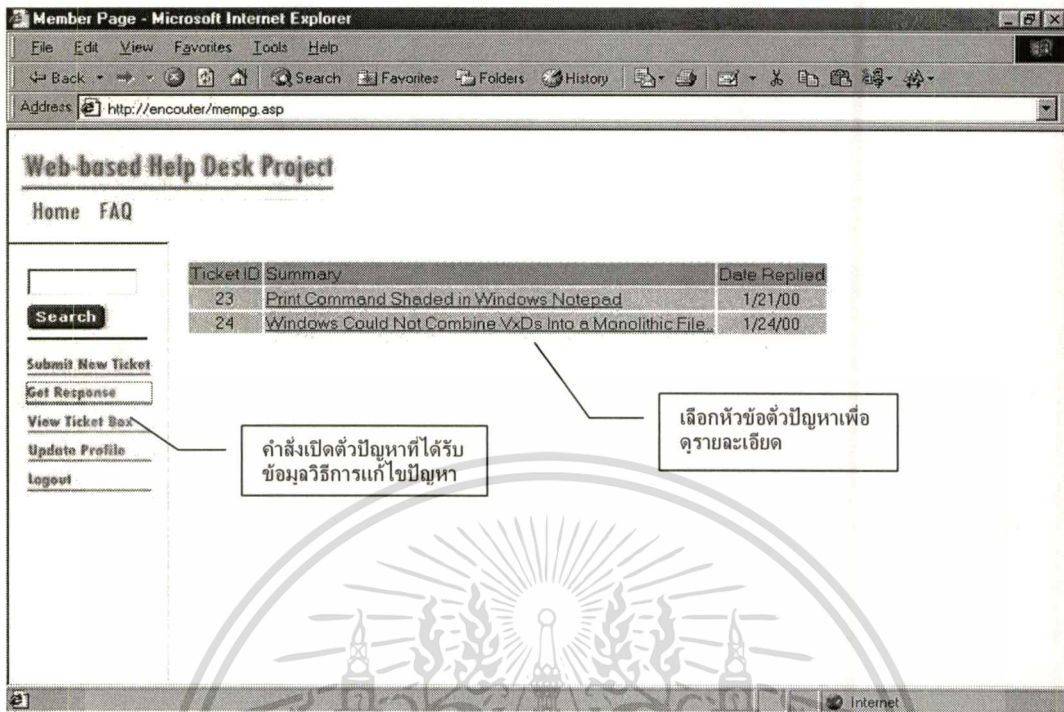 Member Page - Microsoft Internet Explorer
File Edit View Favorites Tools Help
Back Search Favorites Folders History
Address http://encouter/mempg.asp
Web-based Help Desk Project
Home FAQ
Ticket ID Summary Date Replied
23 Print Command Shaded in Windows Notepad 1/21/00
24 Windows Could Not Combine VxDs Into a Monolithic File.. 1/24/00
Search
Submit New Ticket
Get Response
View Ticket Box
Update Profile
Logout
คำสั่งเปิดตั๋วปัญหาที่ได้รับ
ข้อมูลวิธีการแก้ไขปัญหา
เลือกหัวข้อตั๋วปัญหาเพื่อ
ดูรายละเอียด
Internet